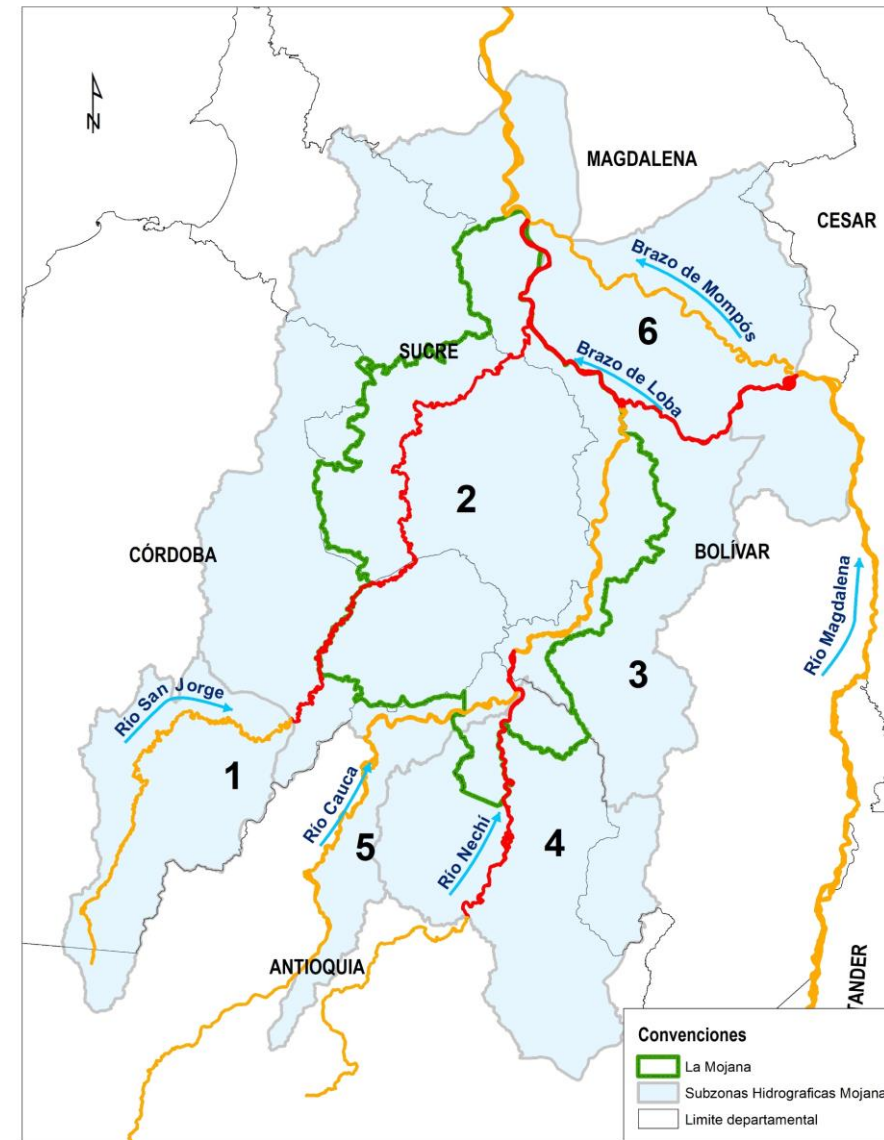 N
MAGDALENA
CESAR
Brazo de Mompós
6
SUCRE
Brazo de Loba
2
CÓRDOBA
BOLÍVAR
Río Magdalena
3
Río San Jorge
1
Río Cauca
5
Río Nechí
4
ANTIOQUIA
TANDER
Convenciones
La Mojana
Subzonas Hidrograficas Mojana
Limite departamental